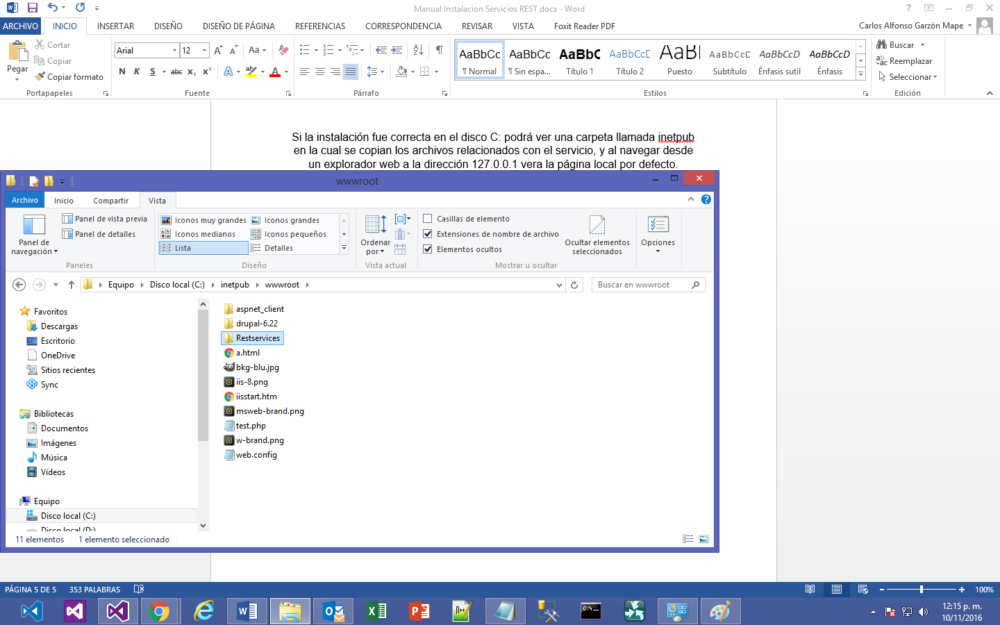 Manual Instalacion Servicios REST.docx - Word
ARCHIVO INICIO INSERTAR DISEÑO DISEÑO DE PÁGINA REFERENCIAS CORRESPONDENCIA REVISAR VISTA Foxit Reader PDF Carlos Alfonso Garzón Mape
Pegar
Cortar
Copiar
Copiar formato
Portapapeles
Arial 12
N K S abc x₂ x²
Aa
A
Fuente
Párrafo
AaBbCc AaBbCc AaBbC AaBbCcD AaBl AaBbCcD AaBbCcD AaBbCcD
¶ Normal ¶ Sin espa... Título 1 Título 2 Puesto Subtítulo Énfasis sutil Énfasis
Estilos
Buscar
Reemplazar
Seleccionar
Edición
Si la instalación fue correcta en el disco C: podrá ver una carpeta llamada inetpub
en la cual se copian los archivos relacionados con el servicio, y al navegar desde
un explorador web a la dirección 127.0.0.1 vera la página local por defecto.
wwwroot
Archivo Inicio Compartir Vista
Panel de navegación
Panel de vista previa
Panel de detalles
Paneles
Iconos muy grandes Iconos grandes
Iconos medianos Iconos pequeños
Lista Detalles
Diseño
Ordenar por
Vista actual
Casillas de elemento
Extensiones de nombre de archivo
Elementos ocultos
Ocultar elementos seleccionados
Mostrar u ocultar
Opciones
Equipo Disco local (C:) inetpub wwwroot
Buscar en wwwroot
Favoritos
Descargas
Escritorio
OneDrive
Sitios recientes
Sync
Bibliotecas
Documentos
Imágenes
Música
Vídeos
Equipo
Disco local (C:)
Disco local (D:)
aspnet_client
drupal-6.22
Restservices
a.html
bkg-blu.jpg
iis-8.png
iisstart.htm
msweb-brand.png
test.php
w-brand.png
web.config
11 elementos 1 elemento seleccionado
PÁGINA 5 DE 5 353 PALABRAS 100%
12:15 p. m.
10/11/2016